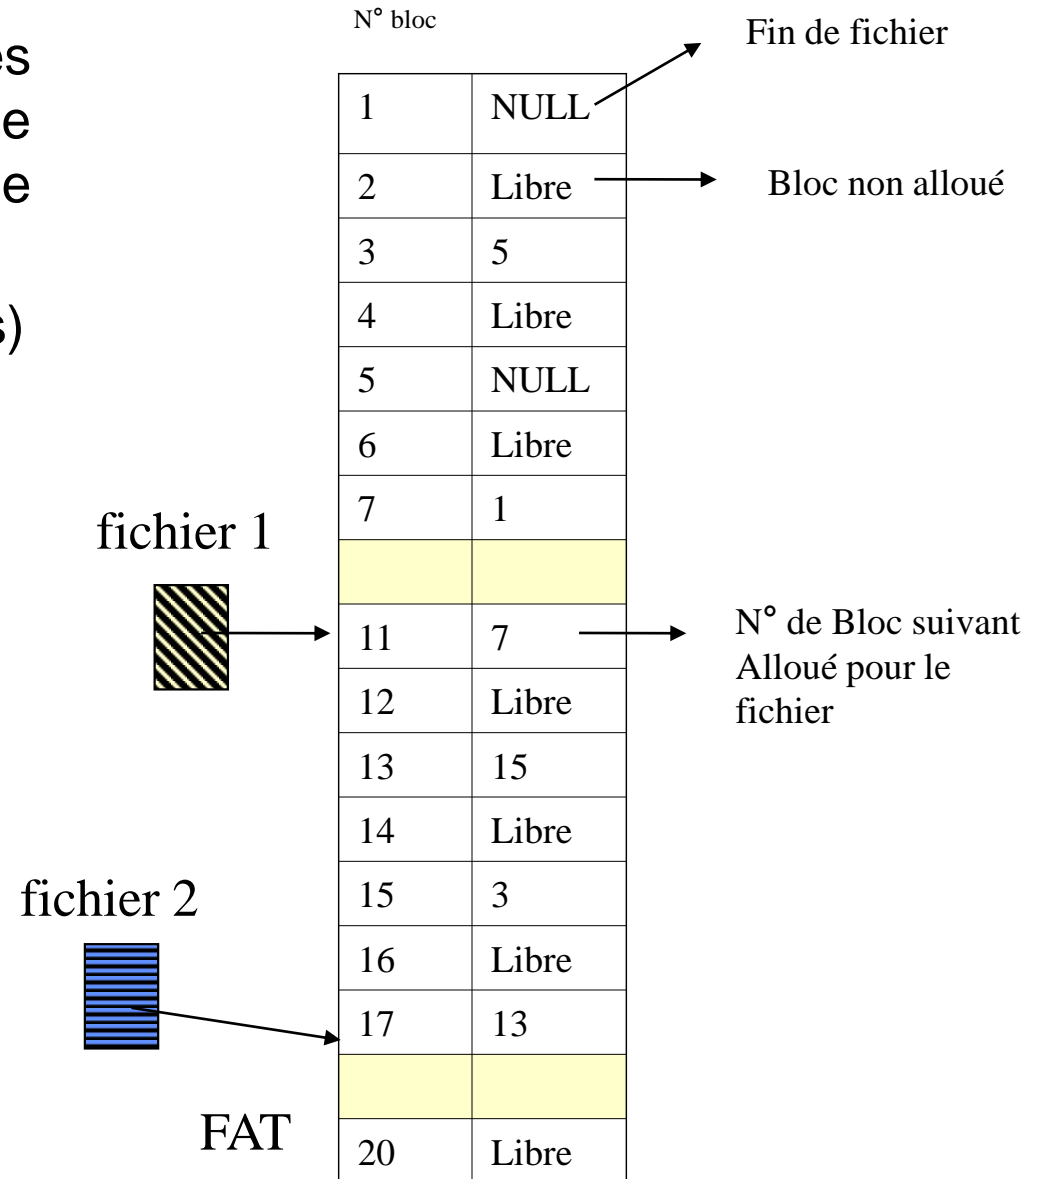 N° bloc
Fin de fichier
es
e
e
s)
1 NULL
2 Libre
Bloc non alloué
3 5
4 Libre
5 NULL
6 Libre
7 1
fichier 1
11 7
N° de Bloc suivant
Alloué pour le
fichier
12 Libre
13 15
14 Libre
15 3
fichier 2
16 Libre
17 13
FAT
20 Libre